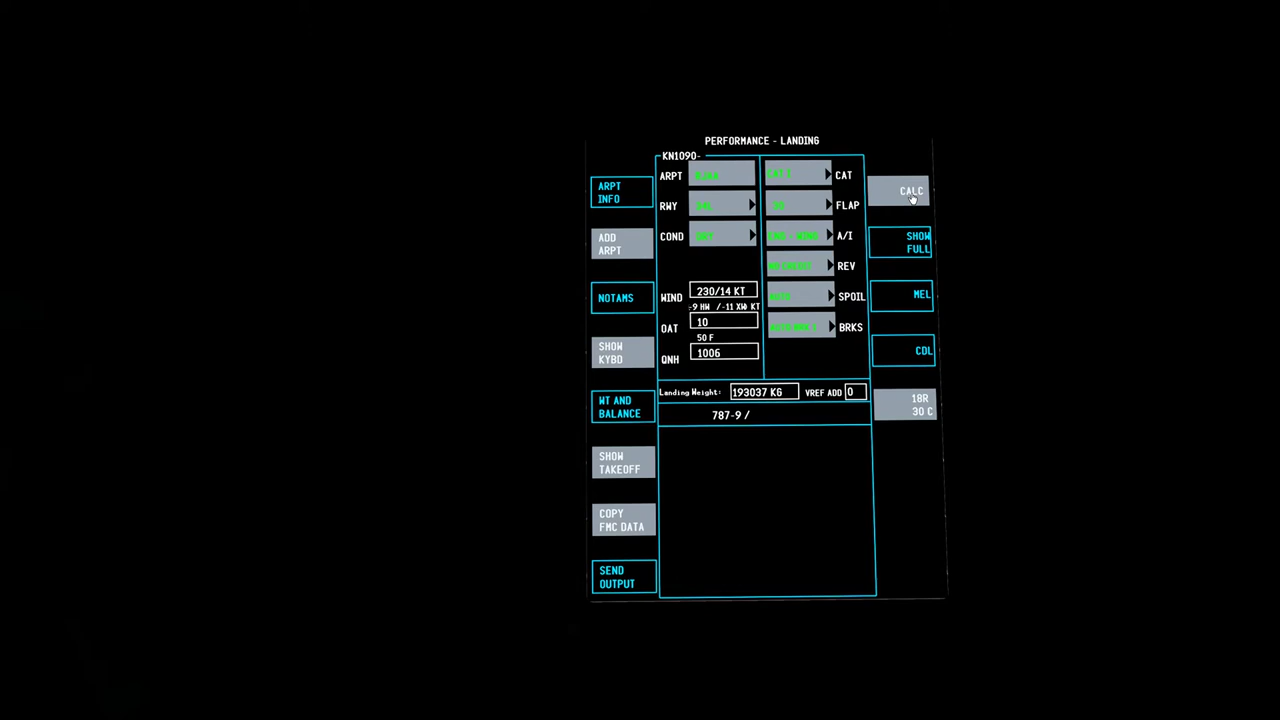 PERFORMANCE - LANDING
KN1090-
ARPT
INFO
ADD
ARPT
NOTAMS
SHOW
KYBD
WT AND
BALANCE
SHOW
TAKEOFF
COPY
FMC DATA
SEND
OUTPUT
ARPT
RWY
COND
WIND 230/14 KT
-9 HW /-11 XW KT
OAT 10
50 F
QNH 1006
CAT I CAT
FLAP
A/I
REV
SPOIL
BRKS
Landing Weight: 193037 KG VREF ADD 0
787-9 /
CALC
SHOW
FULL
MEL
CDL
18R
30 C